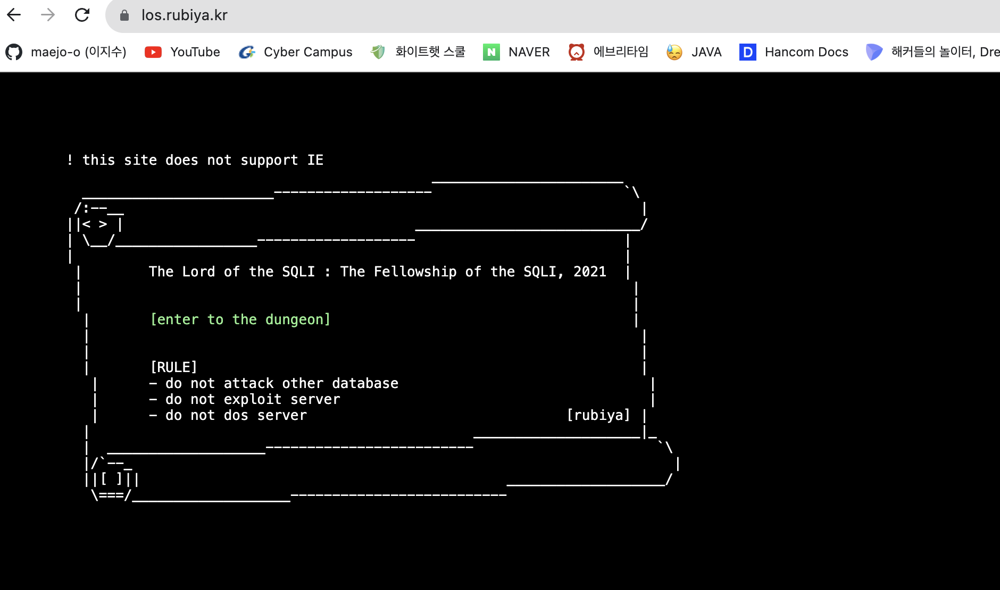 los.rubiya.kr
maejo-o (이지수) YouTube Cyber Campus 화이트햇 스쿨 NAVER 에브리타임 JAVA Hancom Docs 해커들의 놀이터, Dre
! this site does not support IE
The Lord of the SQLI : The Fellowship of the SQLI, 2021
[enter to the dungeon]
[RULE]
- do not attack other database
- do not exploit server
- do not dos server [rubiya]